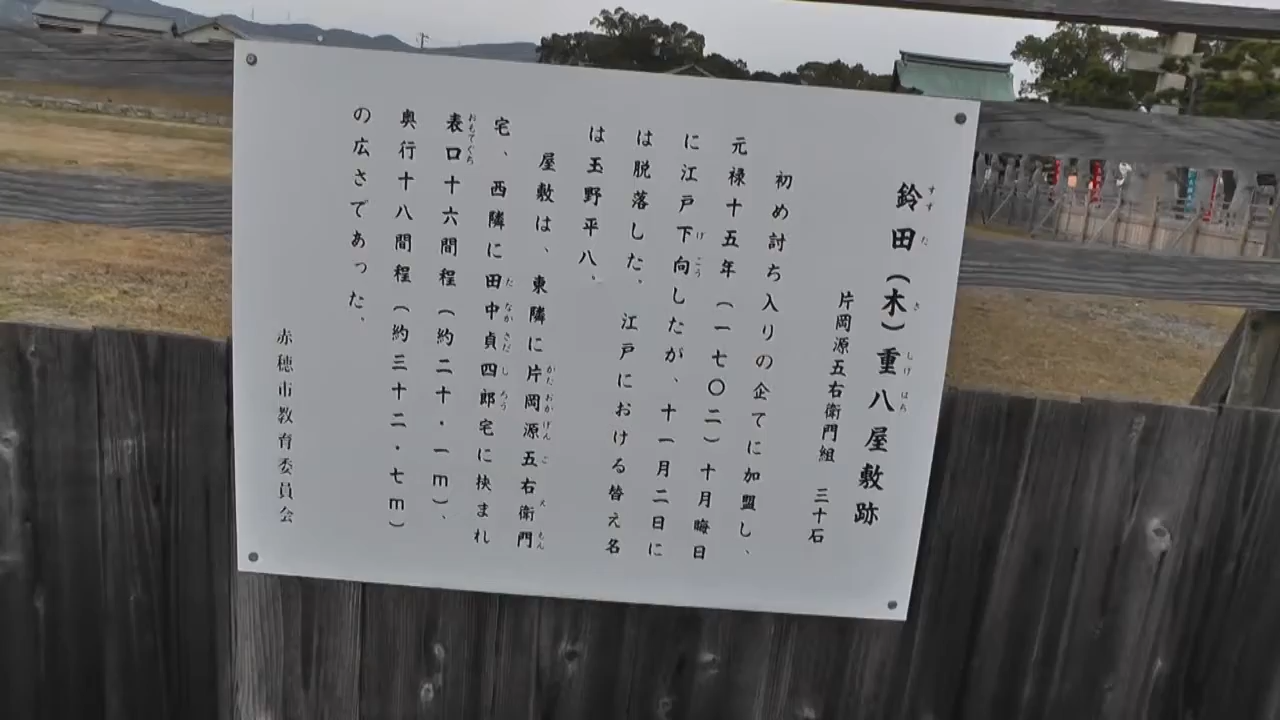 鈴田（木）重八屋敷跡
片岡源五右衛門組　三十石
初め討ち入りの企てに加盟し、
元禄十五年（一七〇二）十月晦日
に江戸下向したが、十一月二日に
は脱落した。江戸における替え名
は玉野平八。
屋敷は、東隣に片岡源五右衛門
宅、西隣に田中貞四郎宅に挟まれ
表口十六間程（約二十・一ｍ）、
奥行十八間程（約三十二・七ｍ）
の広さであった。
赤穂市教育委員会